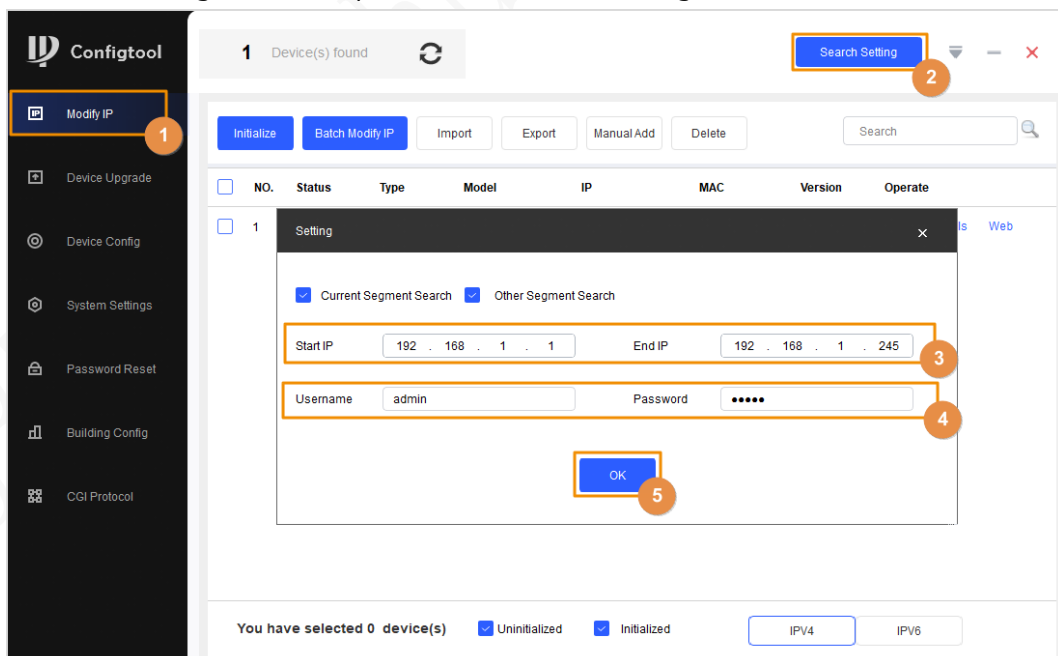 Configtool
1 Device(s) found
Search Setting
2
Modify IP
1
Initialize Batch Modify IP Import Export Manual Add Delete Search
Device Upgrade
NO. Status Type Model IP MAC Version Operate
1 ls Web
Setting
Device Config
Current Segment Search Other Segment Search
System Settings
Start IP 192 . 168 . 1 . 1 End IP 192 . 168 . 1 . 245
3
Password Reset
Username admin Password •••••
4
Building Config
OK
5
CGI Protocol
You have selected 0 device(s) Uninitialized Initialized IPV4 IPV6